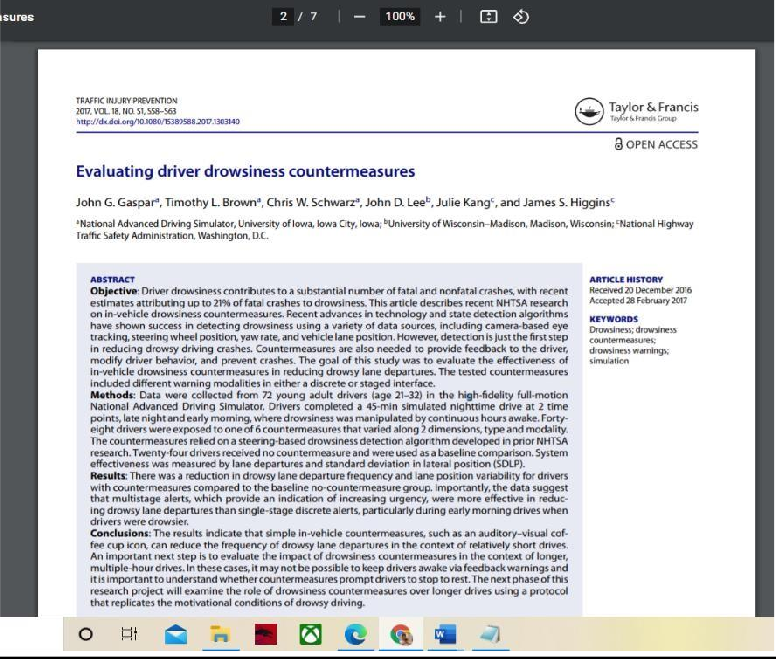 sures
2 / 7
100%
TRAFFIC INJURY PREVENTION
2017, VOL. 18, NO. S1, S58–S63
http://dx.doi.org/10.1080/15389588.2017.1303140
Taylor & Francis
Taylor & Francis Group
OPEN ACCESS
Evaluating driver drowsiness countermeasures
John G. Gasparᵃ, Timothy L. Brownᵃ, Chris W. Schwarzᵃ, John D. Leeᵇ, Julie Kangᶜ, and James S. Higginsᶜ
ᵃNational Advanced Driving Simulator, University of Iowa, Iowa City, Iowa; ᵇUniversity of Wisconsin–Madison, Madison, Wisconsin; ᶜNational Highway
Traffic Safety Administration, Washington, D.C.
ABSTRACT
Objective: Driver drowsiness contributes to a substantial number of fatal and nonfatal crashes, with recent
estimates attributing up to 21% of fatal crashes to drowsiness. This article describes recent NHTSA research
on in-vehicle drowsiness countermeasures. Recent advances in technology and state detection algorithms
have shown success in detecting drowsiness using a variety of data sources, including camera-based eye
tracking, steering wheel position, yaw rate, and vehicle lane position. However, detection is just the first step
in reducing drowsy driving crashes. Countermeasures are also needed to provide feedback to the driver,
modify driver behavior, and prevent crashes. The goal of this study was to evaluate the effectiveness of
in-vehicle drowsiness countermeasures in reducing drowsy lane departures. The tested countermeasures
included different warning modalities in either a discrete or staged interface.
Methods: Data were collected from 72 young adult drivers (age 21–32) in the high-fidelity full-motion
National Advanced Driving Simulator. Drivers completed a 45-min simulated nighttime drive at 2 time
points, late night and early morning, where drowsiness was manipulated by continuous hours awake. Forty-
eight drivers were exposed to one of 6 countermeasures that varied along 2 dimensions, type and modality.
The countermeasures relied on a steering-based drowsiness detection algorithm developed in prior NHTSA
research. Twenty-four drivers received no countermeasure and were used as a baseline comparison. System
effectiveness was measured by lane departures and standard deviation in lateral position (SDLP).
Results: There was a reduction in drowsy lane departure frequency and lane position variability for drivers
with countermeasures compared to the baseline no-countermeasure group. Importantly, the data suggest
that multistage alerts, which provide an indication of increasing urgency, were more effective in reduc-
ing drowsy lane departures than single-stage discrete alerts, particularly during early morning drives when
drivers were drowsier.
Conclusions: The results indicate that simple in-vehicle countermeasures, such as an auditory–visual cof-
fee cup icon, can reduce the frequency of drowsy lane departures in the context of relatively short drives.
An important next step is to evaluate the impact of drowsiness countermeasures in the context of longer,
multiple-hour drives. In these cases, it may not be possible to keep drivers awake via feedback warnings and
it is important to understand whether countermeasures prompt drivers to stop to rest. The next phase of this
research project will examine the role of drowsiness countermeasures over longer drives using a protocol
that replicates the motivational conditions of drowsy driving.
ARTICLE HISTORY
Received 20 December 2016
Accepted 28 February 2017
KEYWORDS
Drowsiness; drowsiness
countermeasures;
drowsiness warnings;
simulation